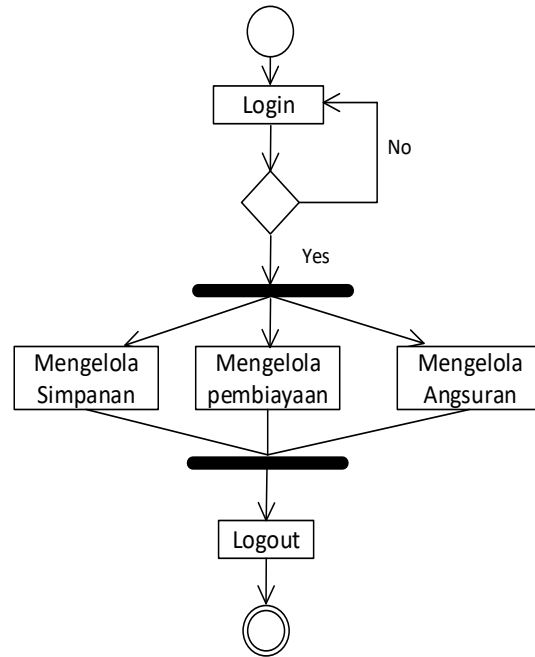 Login
No
Yes
Mengelola
Simpanan
Mengelola
pembiayaan
Mengelola
Angsuran
Logout